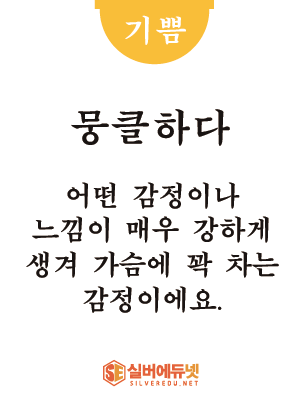 기쁨
뭉클하다
어떤 감정이나
느낌이 매우 강하게
생겨 가슴에 꽉 차는
감정이에요.
SE 실버에듀넷
SILVEREDU.NET